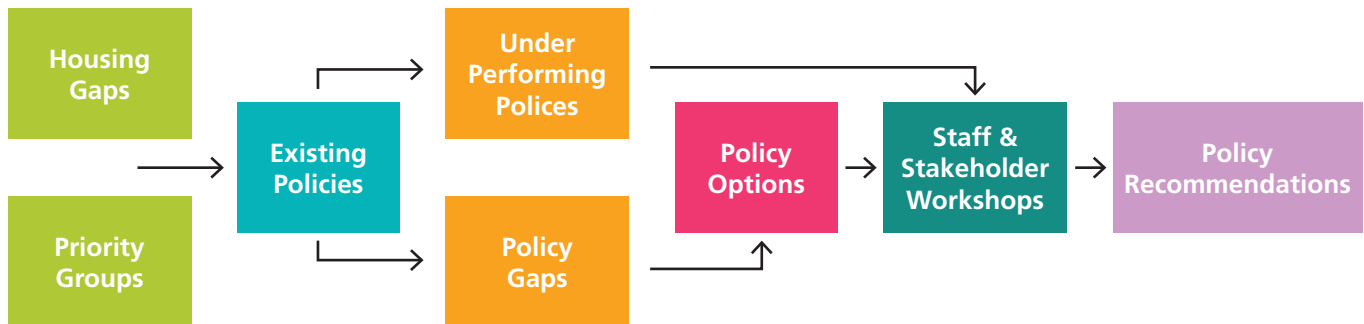 Housing
Gaps
Priority
Groups
Existing
Policies
Under
Performing
Polices
Policy
Gaps
Policy
Options
Staff &
Stakeholder
Workshops
Policy
Recommendations